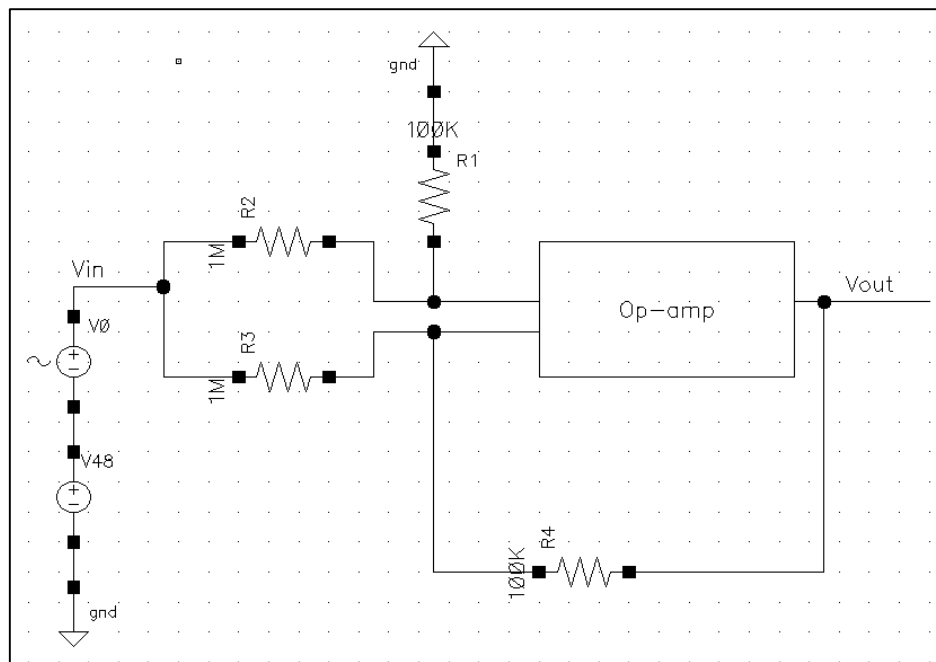 gnd
100K
R1
R2
1M
Vin
V0
R3
1M
Op-amp
Vout
V48
gnd
R4
100K